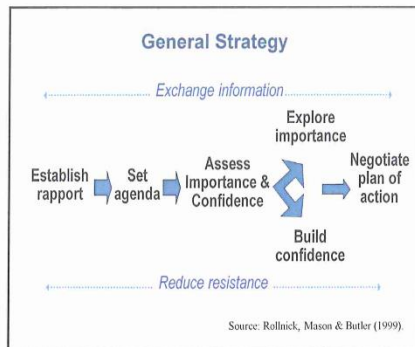 General Strategy
Exchange information
Explore
importance
Establish
rapport
Set
agenda
Assess
Importance &
Confidence
Negotiate
plan of
action
Build
confidence
Reduce resistance
Source: Rollnick, Mason & Butler (1999).